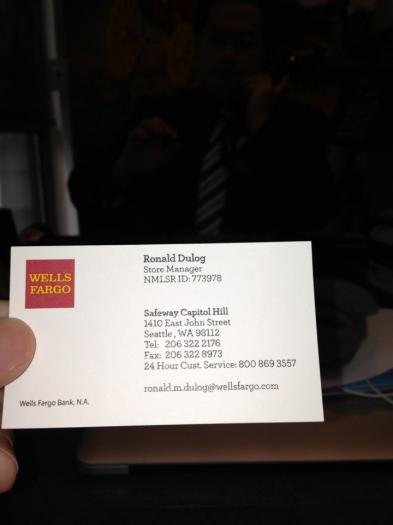 WELLS
FARGO
Ronald Dulog
Store Manager
NMLSR ID: 773978
Safeway Capitol Hill
1410 East John Street
Seattle , WA 98112
Tel: 206 322 2176
Fax: 206 322 8973
24 Hour Cust. Service: 800 869 3557
ronald.m.dulog@wellsfargo.com
Wells Fargo Bank, N.A.